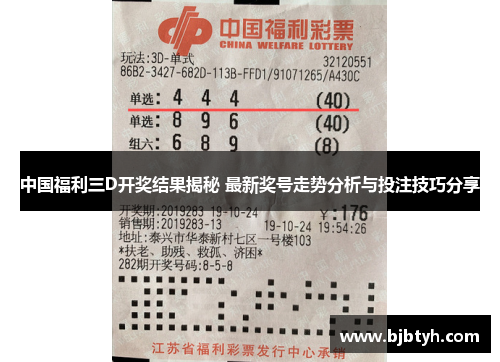 中国福利彩票
CHINA WELFARE LOTTERY
玩法:3D-单式
32120551
86B2-3427-682D-113B-FFD1/91071265/A430C
单选: 4 4 4 (40)
单选: 8 9 6 (40)
组六: 6 8 9 (8)
中国福利三D开奖结果揭秘 最新奖号走势分析与投注技巧分享
开奖期:2019283 19-10-24 ¥:176
销售期:2019283-13 19-10-24 19:54:26
地址:泰兴市华泰新村七区一号楼103
*扶老、助残、救孤、济困*
282期开奖号码:8-5-8
www.bjbtyh.com
江苏省福利彩票发行中心承销